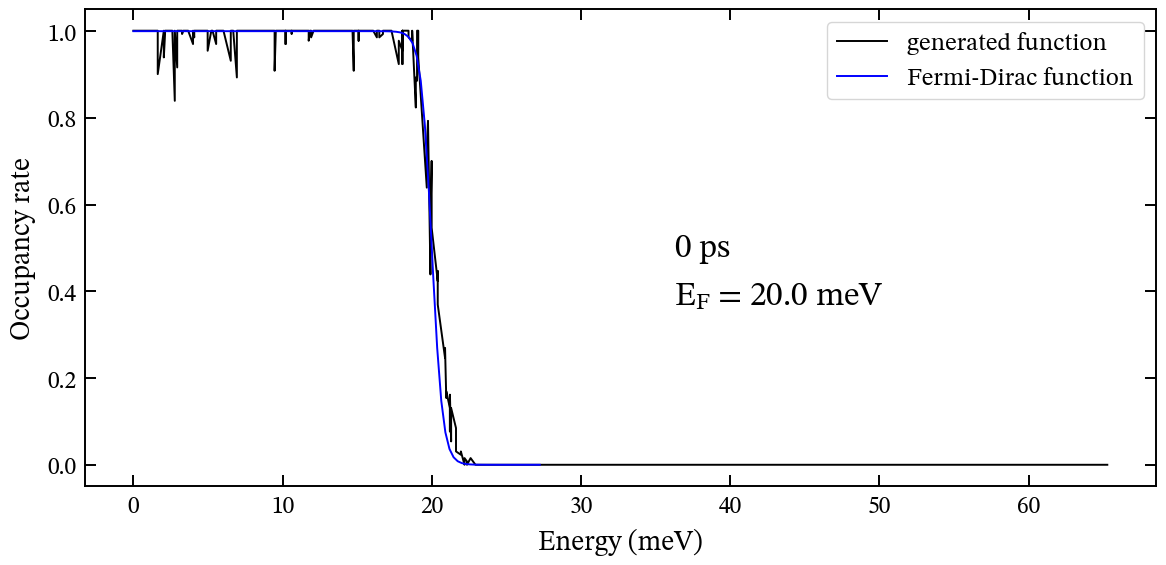 generated function
Fermi-Dirac function
1.0
0.8
0.6
0.4
0.2
0.0
Occupancy rate
0 ps
E_F = 20.0 meV
0 10 20 30 40 50 60
Energy (meV)